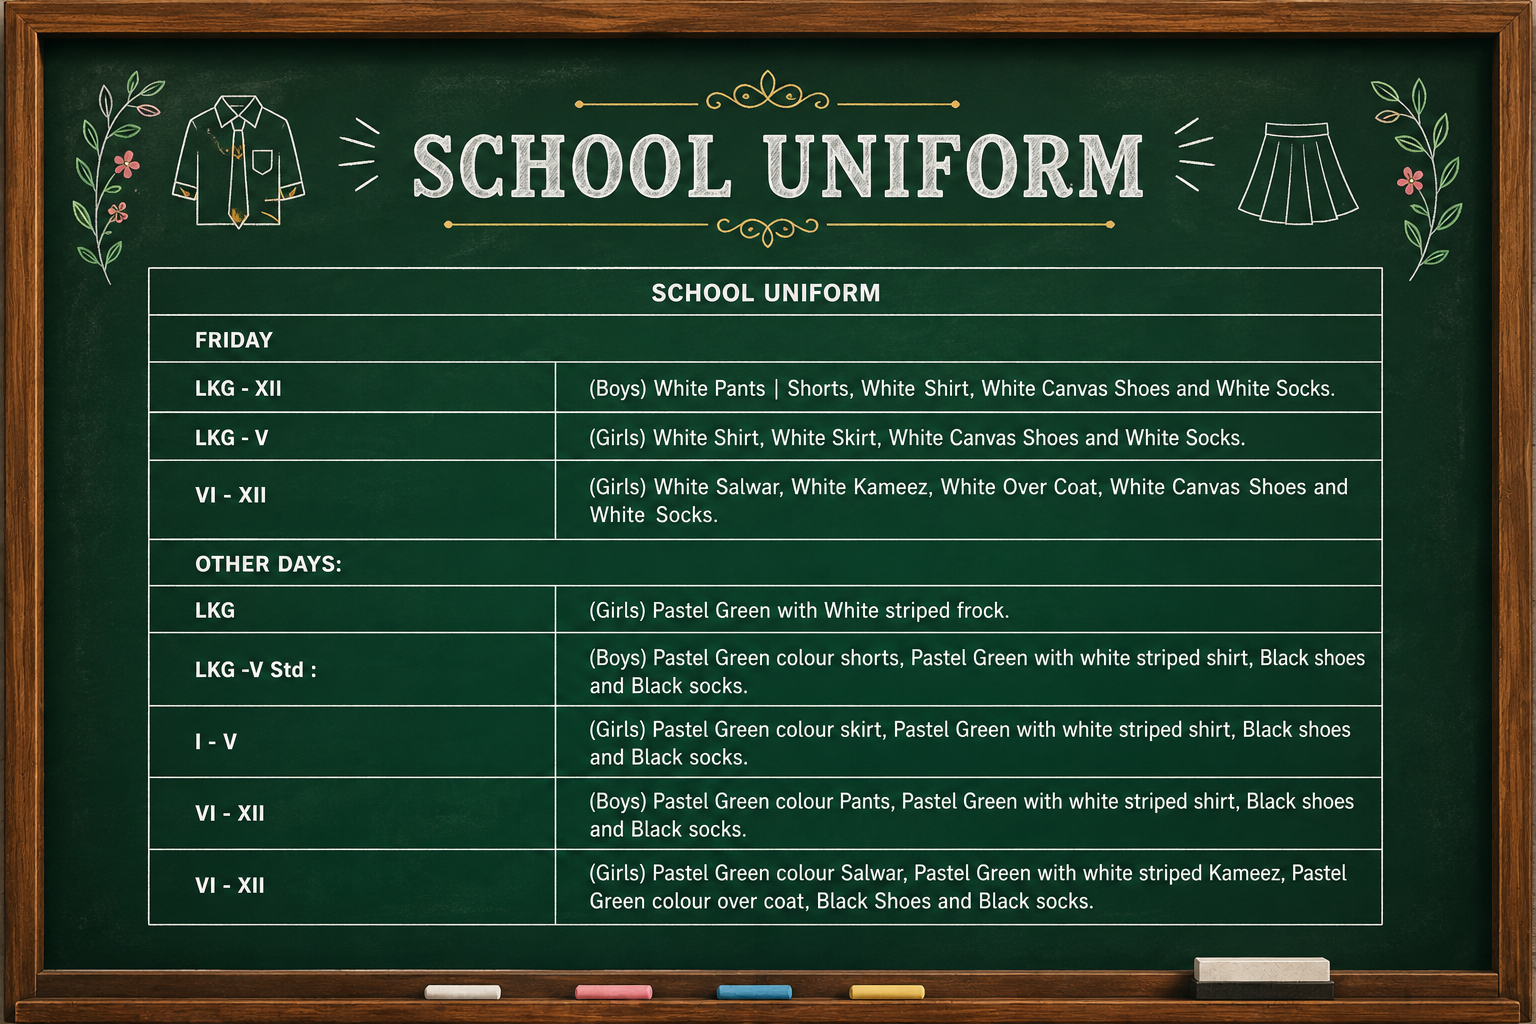 SCHOOL UNIFORM
SCHOOL UNIFORM
FRIDAY
LKG - XII
(Boys) White Pants | Shorts, White Shirt, White Canvas Shoes and White Socks.
LKG - V
(Girls) White Shirt, White Skirt, White Canvas Shoes and White Socks.
VI - XII
(Girls) White Salwar, White Kameez, White Over Coat, White Canvas Shoes and
White Socks.
OTHER DAYS:
LKG
(Girls) Pastel Green with White striped frock.
LKG -V Std :
(Boys) Pastel Green colour shorts, Pastel Green with white striped shirt, Black shoes
and Black socks.
I - V
(Girls) Pastel Green colour skirt, Pastel Green with white striped shirt, Black shoes
and Black socks.
VI - XII
(Boys) Pastel Green colour Pants, Pastel Green with white striped shirt, Black shoes
and Black socks.
VI - XII
(Girls) Pastel Green colour Salwar, Pastel Green with white striped Kameez, Pastel
Green colour over coat, Black Shoes and Black socks.